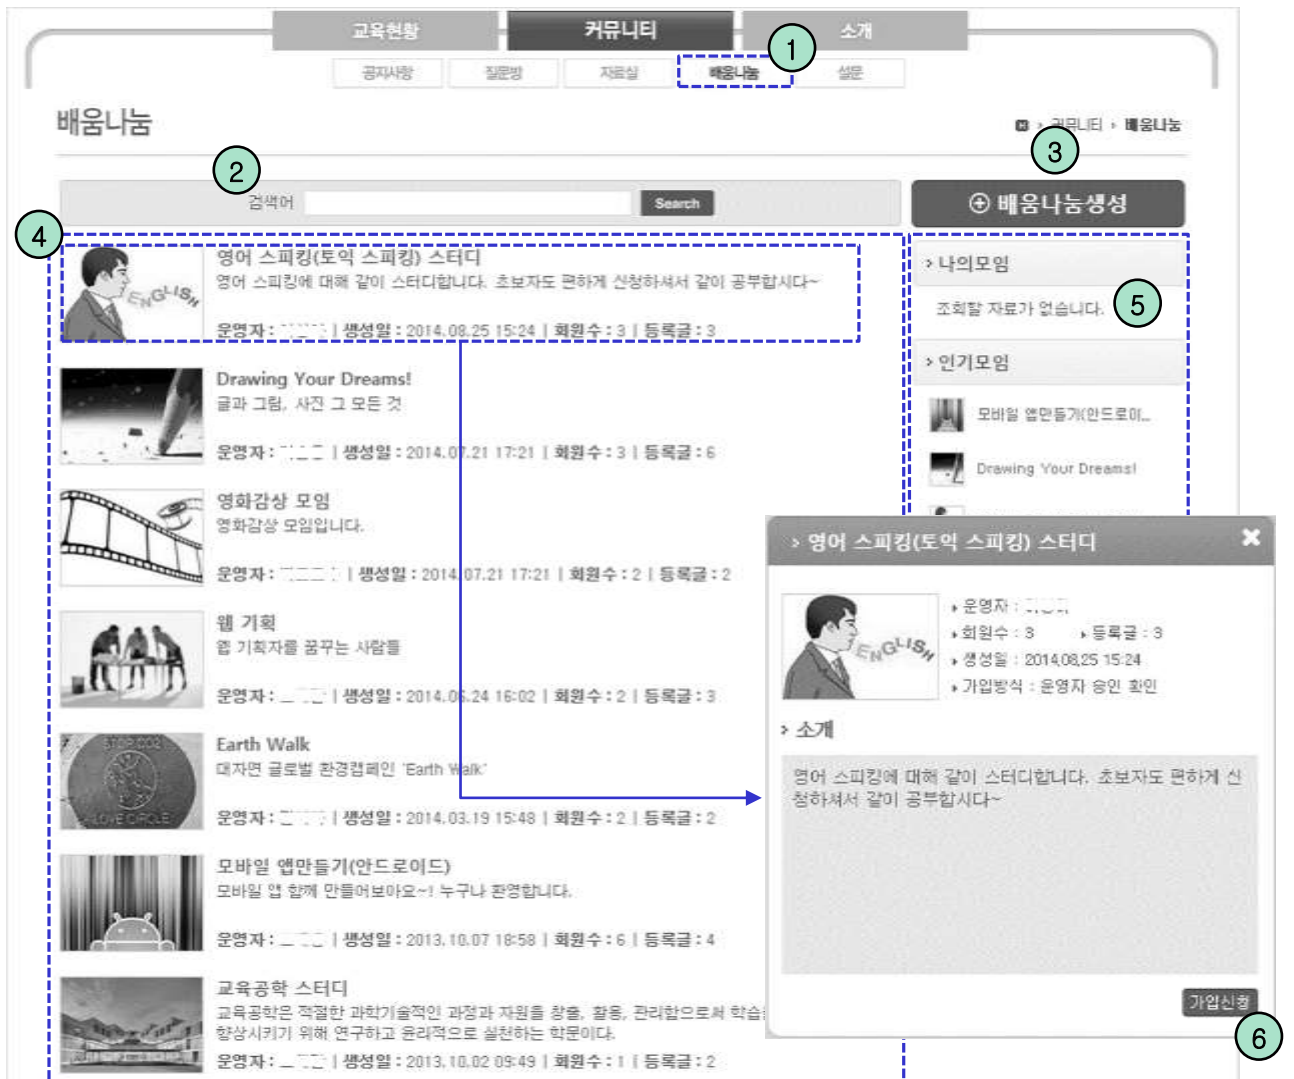 교육현황 커뮤니티 소개
1
공지사항 질문방 자료실 배움나눔 설문
배움나눔
H > 커뮤니티 > 배움나눔
2
3
검색어 Search
⊕ 배움나눔생성
4
영어 스피킹(토익 스피킹) 스터디
영어 스피킹에 대해 같이 스터디합니다. 초보자도 편하게 신청하셔서 같이 공부합시다~
운영자 : | 생성일 : 2014.08.25 15:24 | 회원수 : 3 | 등록글 : 3
ENGLISH
Drawing Your Dreams!
글과 그림, 사진 그 모든 것
운영자 : | 생성일 : 2014.07.21 17:21 | 회원수 : 3 | 등록글 : 6
영화감상 모임
영화감상 모임입니다.
운영자 : | 생성일 : 2014.07.21 17:21 | 회원수 : 2 | 등록글 : 2
웹 기획
웹 기획자를 꿈꾸는 사람들
운영자 : | 생성일 : 2014.06.24 16:02 | 회원수 : 2 | 등록글 : 3
Earth Walk
대자연 글로벌 환경캠페인 'Earth Walk'
운영자 : | 생성일 : 2014.03.19 15:48 | 회원수 : 2 | 등록글 : 2
LOVE CIRCLE
모바일 앱만들기(안드로이드)
모바일 앱 함께 만들어보아요~! 누구나 환영합니다.
운영자 : | 생성일 : 2013.10.07 18:58 | 회원수 : 6 | 등록글 : 4
교육공학 스터디
교육공학은 적절한 과학기술적인 과정과 자원을 창출, 활용, 관리함으로써 학습
향상시키기 위해 연구하고 윤리적으로 실천하는 학문이다.
운영자 : | 생성일 : 2013.10.02 09:49 | 회원수 : 1 | 등록글 : 2
> 나의모임
조회할 자료가 없습니다.
5
> 인기모임
모바일 앱만들기(안드로이...
Drawing Your Dreams!
> 영어 스피킹(토익 스피킹) 스터디
ENGLISH
운영자 :
회원수 : 3 등록글 : 3
생성일 : 2014.08.25 15:24
가입방식 : 운영자 승인 확인
> 소개
영어 스피킹에 대해 같이 스터디합니다. 초보자도 편하게 신
청하셔서 같이 공부합시다~
가입신청
6